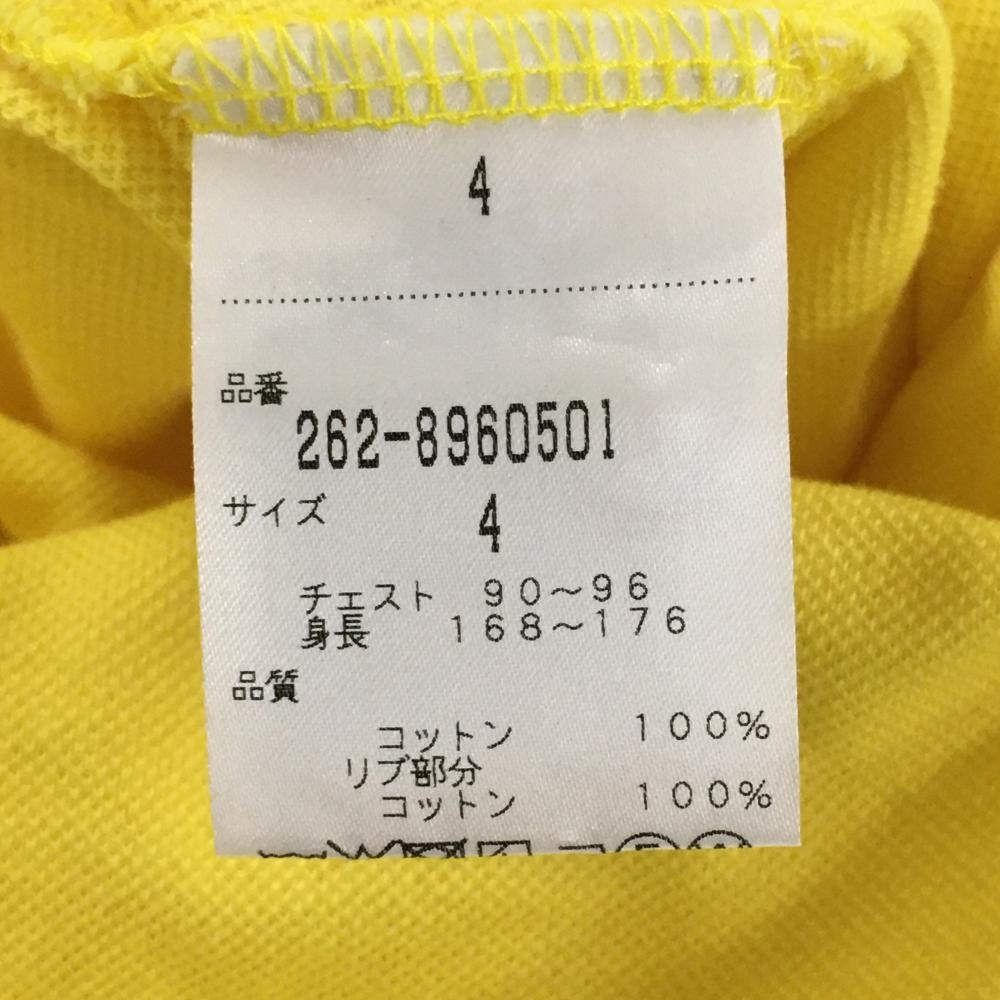 4
品番
262-8960501
サイズ 4
チェスト 90～96
身長 168～176
品質
コットン 100%
リブ部分
コットン 100%